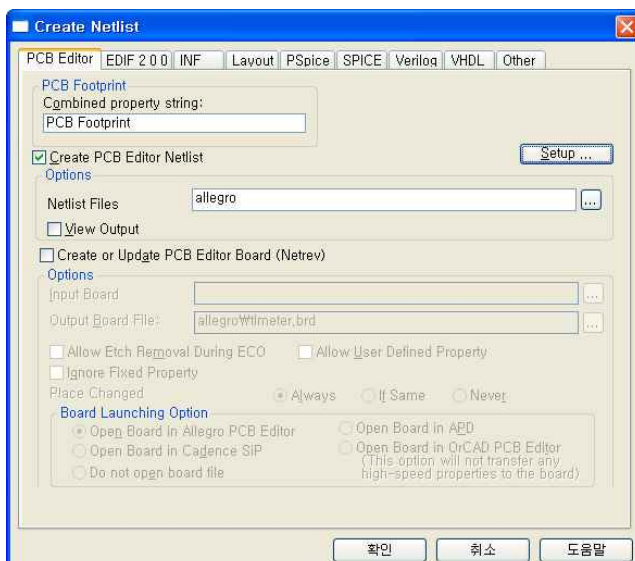 Create Netlist
PCB Editor EDIF 2 0 0 INF Layout PSpice SPICE Verilog VHDL Other
PCB Footprint
Combined property string:
PCB Footprint
Create PCB Editor Netlist
Setup ...
Options
Netlist Files
allegro
...
View Output
Create or Update PCB Editor Board (Netrev)
Options
Input Board
...
Output Board File:
allegro₩tlmeter.brd
...
Allow Etch Removal During ECO
Allow User Defined Property
Ignore Fixed Property
Place Changed
Always
If Same
Never
Board Launching Option
Open Board in Allegro PCB Editor
Open Board in APD
Open Board in Cadence SiP
Open Board in OrCAD PCB Editor
(This option will not transfer any
high-speed properties to the board)
Do not open board file
확인 취소 도움말